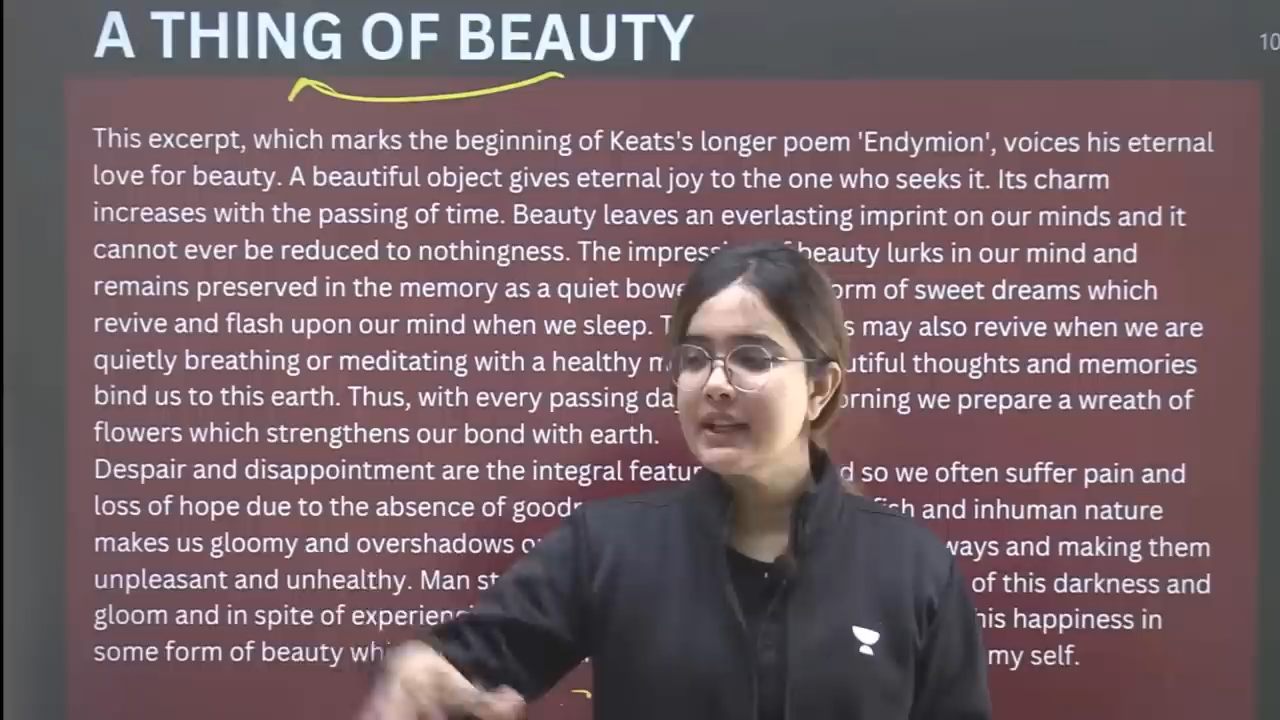 A THING OF BEAUTY
10
This excerpt, which marks the beginning of Keats's longer poem 'Endymion', voices his eternal
love for beauty. A beautiful object gives eternal joy to the one who seeks it. Its charm
increases with the passing of time. Beauty leaves an everlasting imprint on our minds and it
cannot ever be reduced to nothingness. The beauty lurks in our mind and
remains preserved in the memory as a quiet of sweet dreams which
revive and flash upon our mind when we sleep. may also revive when we are
quietly breathing or meditating with a healthy thoughts and memories
bind us to this earth. Thus, with every passing we prepare a wreath of
flowers which strengthens our bond with earth.
Despair and disappointment are the integral so we often suffer pain and
loss of hope due to the absence of and inhuman nature
makes us gloomy and overshadows and making them
unpleasant and unhealthy. Man of this darkness and
gloom and in spite of his happiness in
some form of beauty my self.